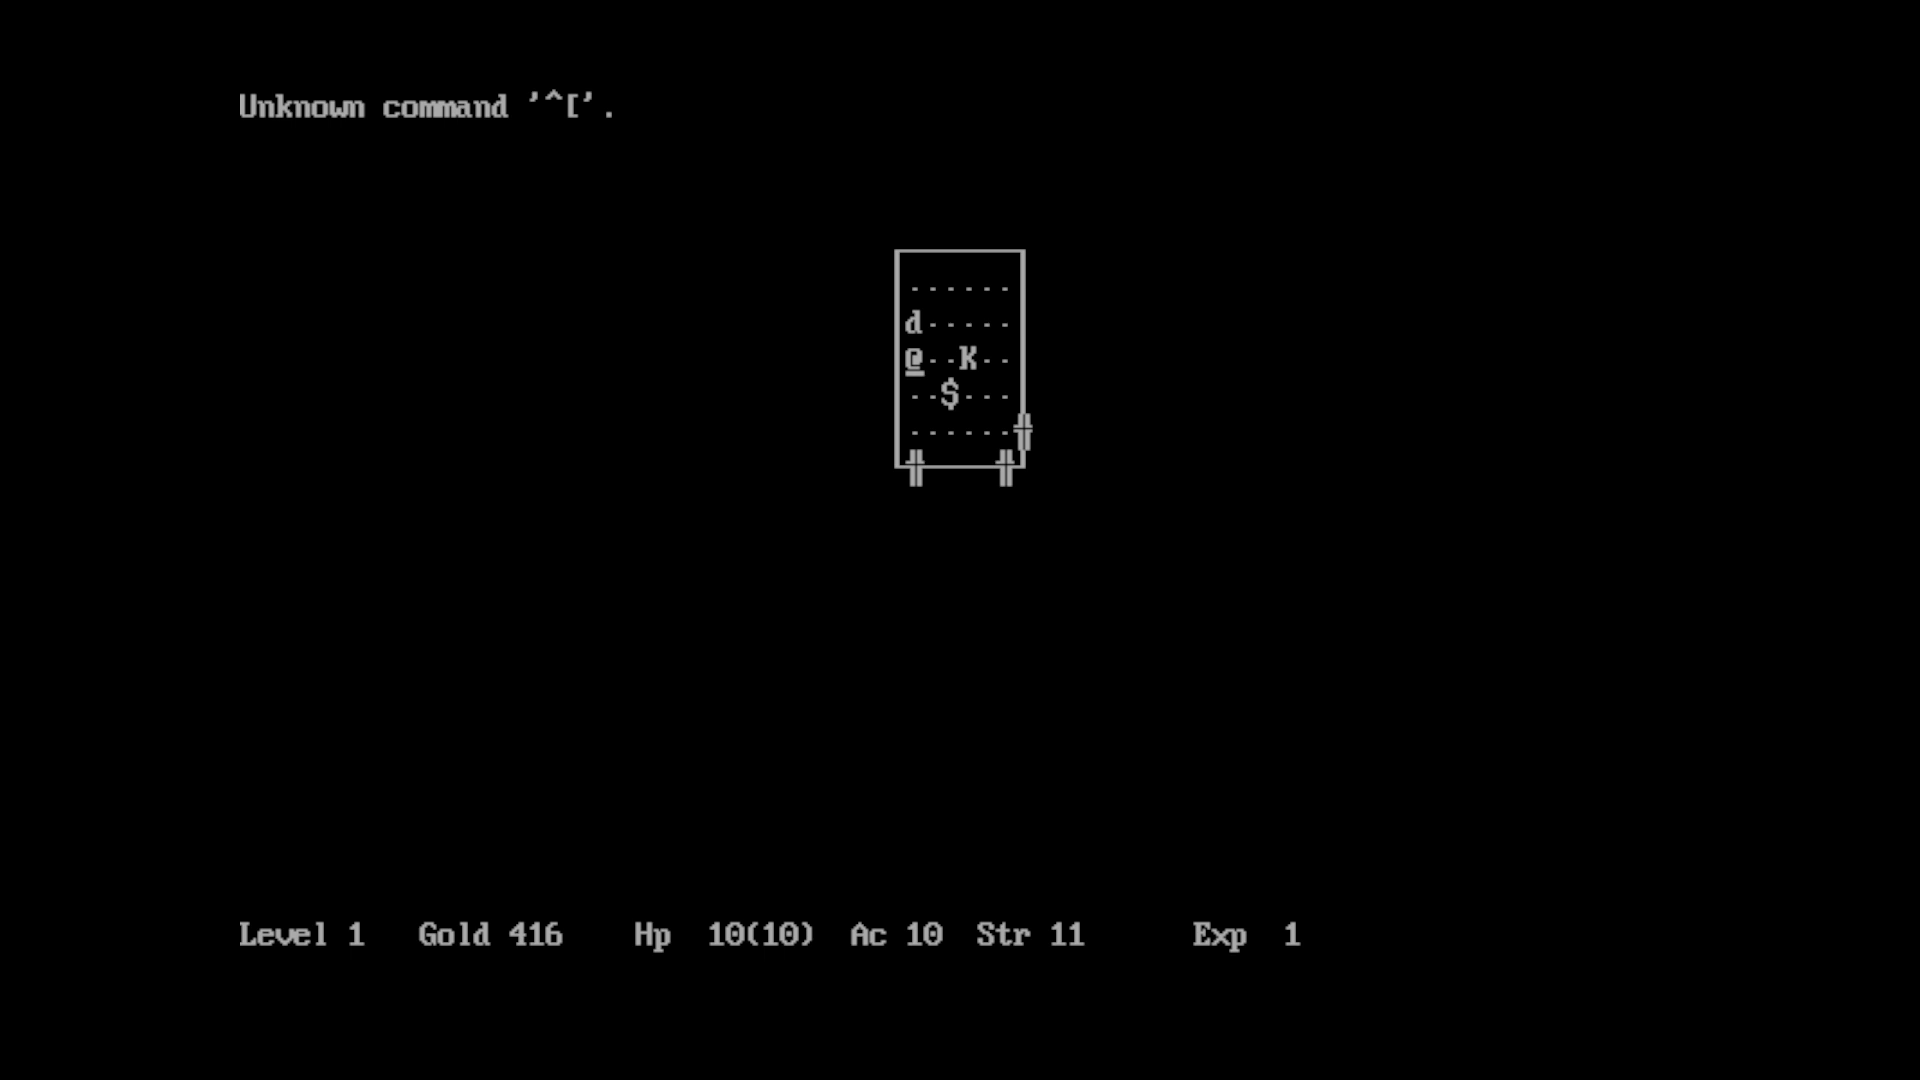 Unknown command '^['.
------
d-----
@--K--
--$---
------
Level 1 Gold 416 Hp 10(10) Ac 10 Str 11 Exp 1